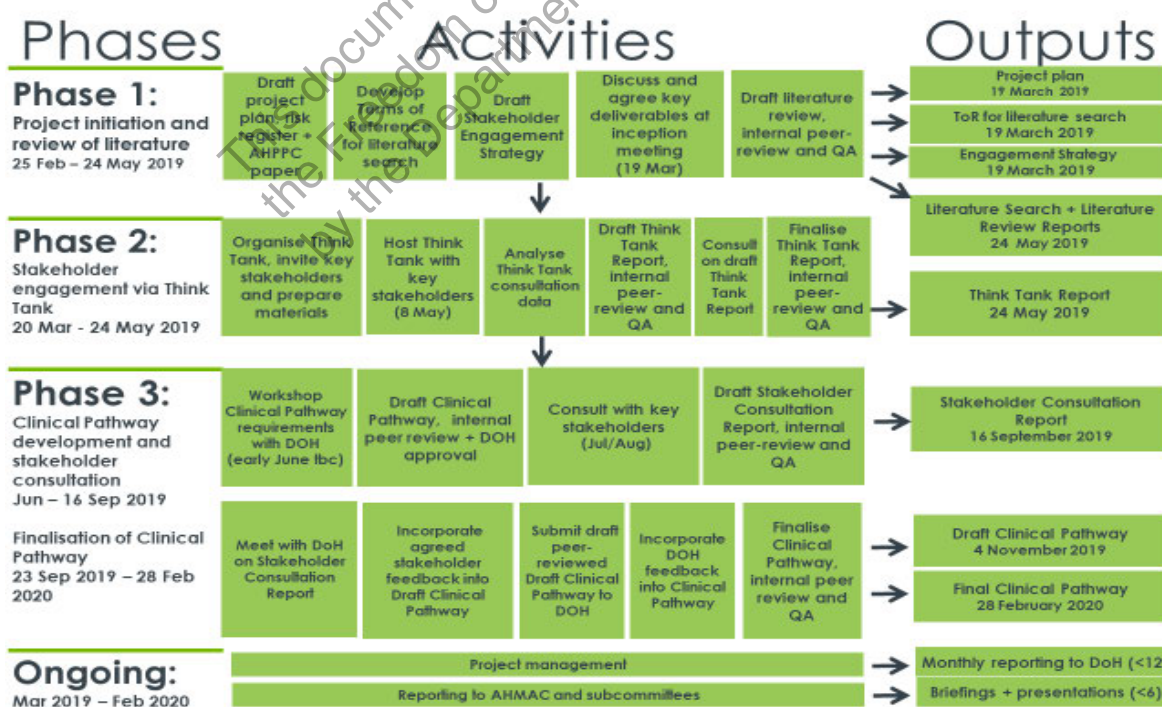 Phases
Activities
Outputs
Phase 1:
Project initiation and
review of literature
25 Feb – 24 May 2019
Draft
project
plan, risk
register +
AHPPC
paper
Develop
Terms of
Reference
for literature
search
Draft
Stakeholder
Engagement
Strategy
Discuss and
agree key
deliverables at
inception
meeting
(19 Mar)
Draft literature
review,
internal peer-
review and QA
Project plan
19 March 2019
ToR for literature search
19 March 2019
Engagement Strategy
19 March 2019
Literature Search + Literature
Review Reports
24 May 2019
Phase 2:
Stakeholder
engagement via Think
Tank
20 Mar - 24 May 2019
Organise Think
Tank, invite key
stakeholders
and prepare
materials
Host Think
Tank with
key
stakeholders
(8 May)
Analyse
Think Tank
consultation
data
Draft Think
Tank
Report,
internal
peer-
review and
QA
Consult
on draft
Think
Tank
Report
Finalise
Think Tank
Report,
internal
peer-
review and
QA
Think Tank Report
24 May 2019
Phase 3:
Clinical Pathway
development and
stakeholder
consultation
Jun – 16 Sep 2019
Workshop
Clinical Pathway
requirements
with DOH
(early June tbc)
Draft Clinical
Pathway, internal
peer review + DOH
approval
Consult with key
stakeholders
(Jul/Aug)
Draft Stakeholder
Consultation
Report, internal
peer-review and
QA
Stakeholder Consultation
Report
16 September 2019
Finalisation of Clinical
Pathway
23 Sep 2019 – 28 Feb
2020
Meet with DoH
on Stakeholder
Consultation
Report
Incorporate
agreed
stakeholder
feedback into
Draft Clinical
Pathway
Submit draft
peer-
reviewed
Draft Clinical
Pathway to
DOH
Incorporate
DOH
feedback
into Clinical
Pathway
Finalise
Clinical
Pathway,
internal peer
review and
QA
Draft Clinical Pathway
4 November 2019
Final Clinical Pathway
28 February 2020
Ongoing:
Mar 2019 – Feb 2020
Project management
Reporting to AHMAC and subcommittees
Monthly reporting to DoH (<12
Briefings + presentations (<6)
This docum
the Freedom o
by the Departmen